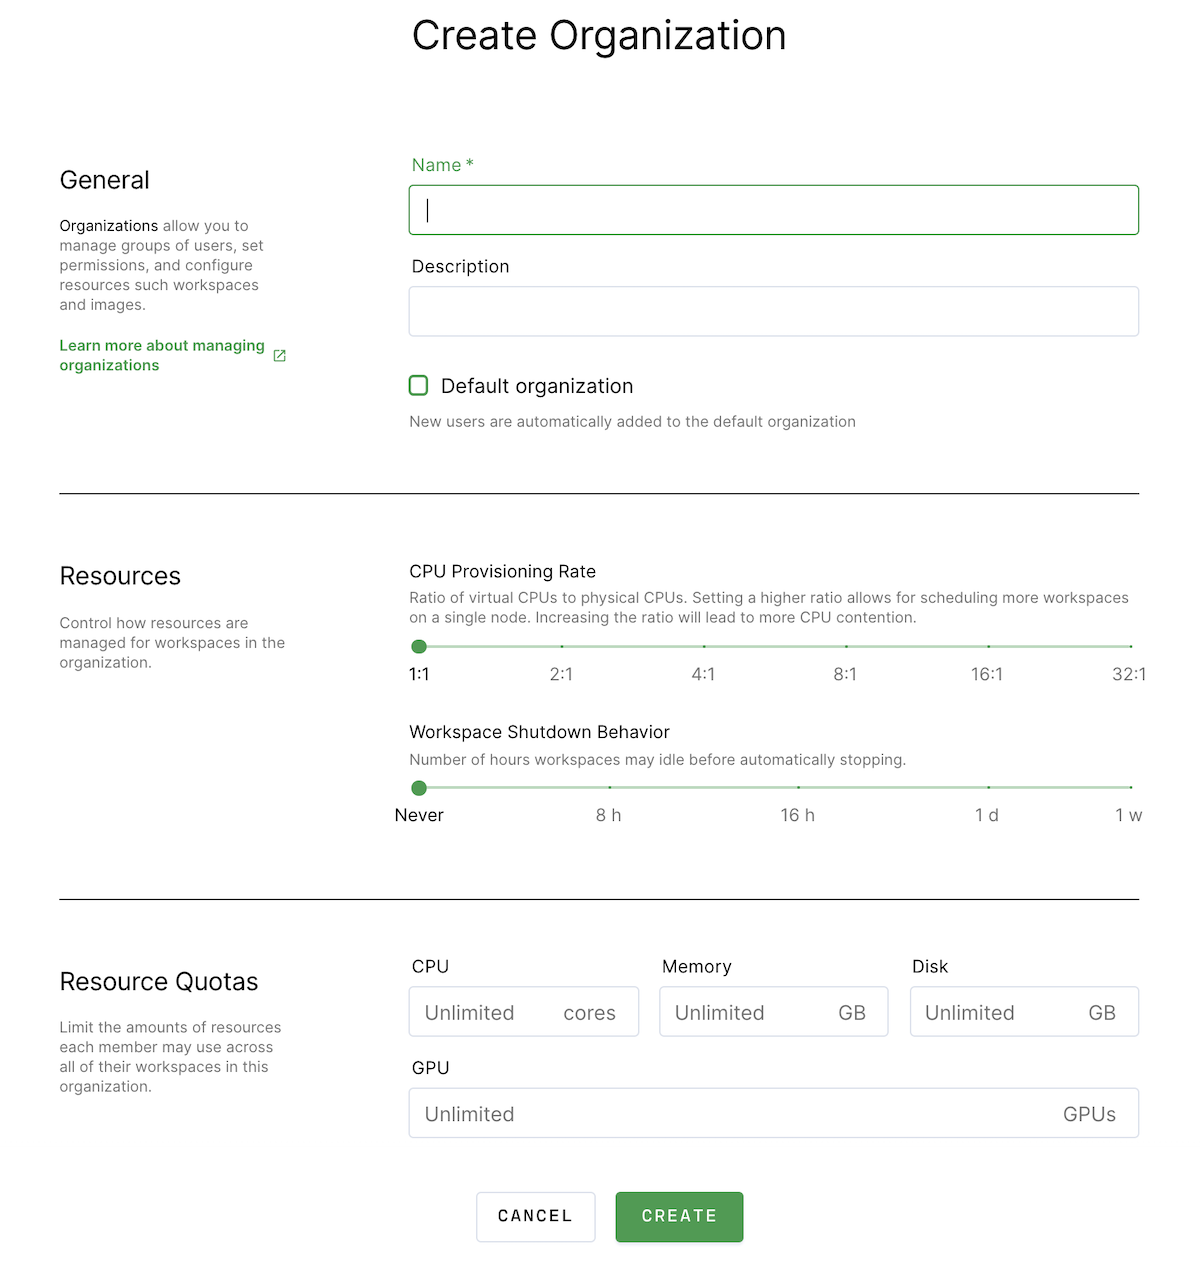 Create Organization
General
Organizations allow you to
manage groups of users, set
permissions, and configure
resources such workspaces
and images.
Learn more about managing
organizations
Name *
Description
Default organization
New users are automatically added to the default organization
Resources
Control how resources are
managed for workspaces in the
organization.
CPU Provisioning Rate
Ratio of virtual CPUs to physical CPUs. Setting a higher ratio allows for scheduling more workspaces
on a single node. Increasing the ratio will lead to more CPU contention.
1:1 2:1 4:1 8:1 16:1 32:1
Workspace Shutdown Behavior
Number of hours workspaces may idle before automatically stopping.
Never 8 h 16 h 1 d 1 w
Resource Quotas
Limit the amounts of resources
each member may use across
all of their workspaces in this
organization.
CPU Memory Disk
Unlimited cores Unlimited GB Unlimited GB
GPU
Unlimited GPUs
CANCEL CREATE